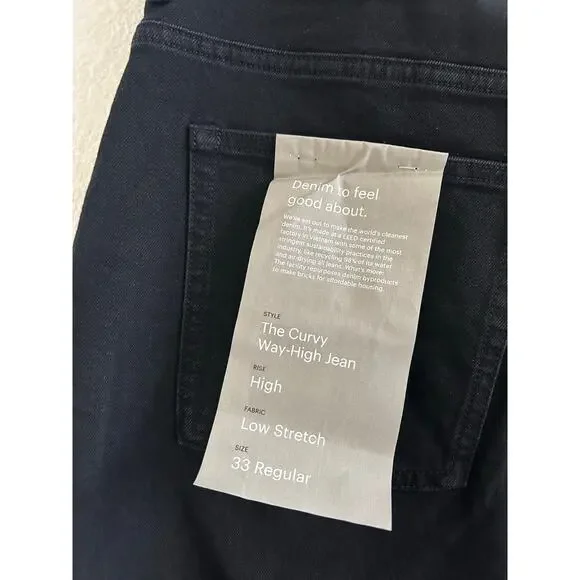 Denim to feel
good about.
We've set out to make the world's cleanest
denim. It's made at a LEED-certified
factory in Vietnam with some of the most
stringent sustainability practices in the
industry, like recycling 98% of its water
and air drying all jeans. What's more:
The facility repurposes denim byproducts
to make bricks for affordable housing.
STYLE
The Curvy
Way-High Jean
RISE
High
FABRIC
Low Stretch
SIZE
33 Regular